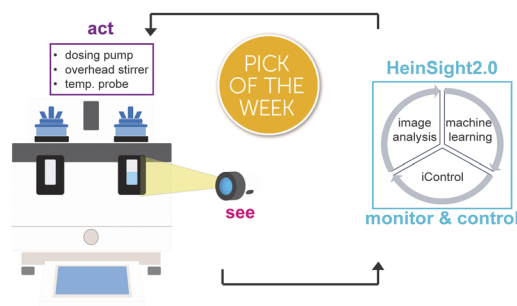 act
• dosing pump
• overhead stirrer
• temp. probe
PICK
OF THE
WEEK
HeinSight2.0
image
analysis
machine
learning
iControl
see
monitor & control